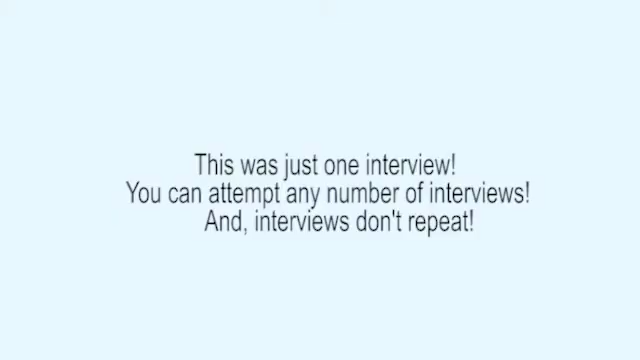 This was just one interview!
You can attempt any number of interviews!
And, interviews don't repeat!